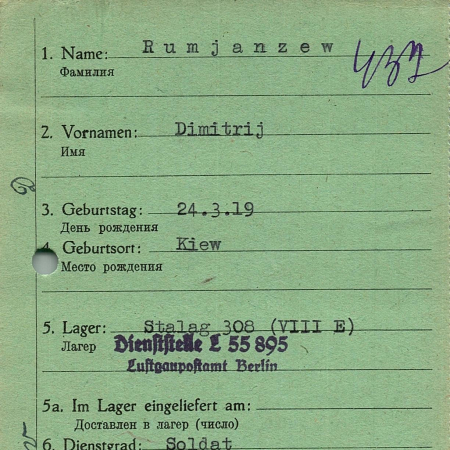 1. Name: Rumjanzew
Фамилия
2. Vornamen: Dimitrij
Имя
3. Geburtstag: 24.3.19
День рождения
4. Geburtsort: Kiew
Место рождения
5. Lager: Stalag 308 (VIII E)
Лагер Dienststelle L 55 895
Luftgaupostamt Berlin
5a. Im Lager eingeliefert am:
Доставлен в лагер (число)
6. Dienstgrad: Soldat